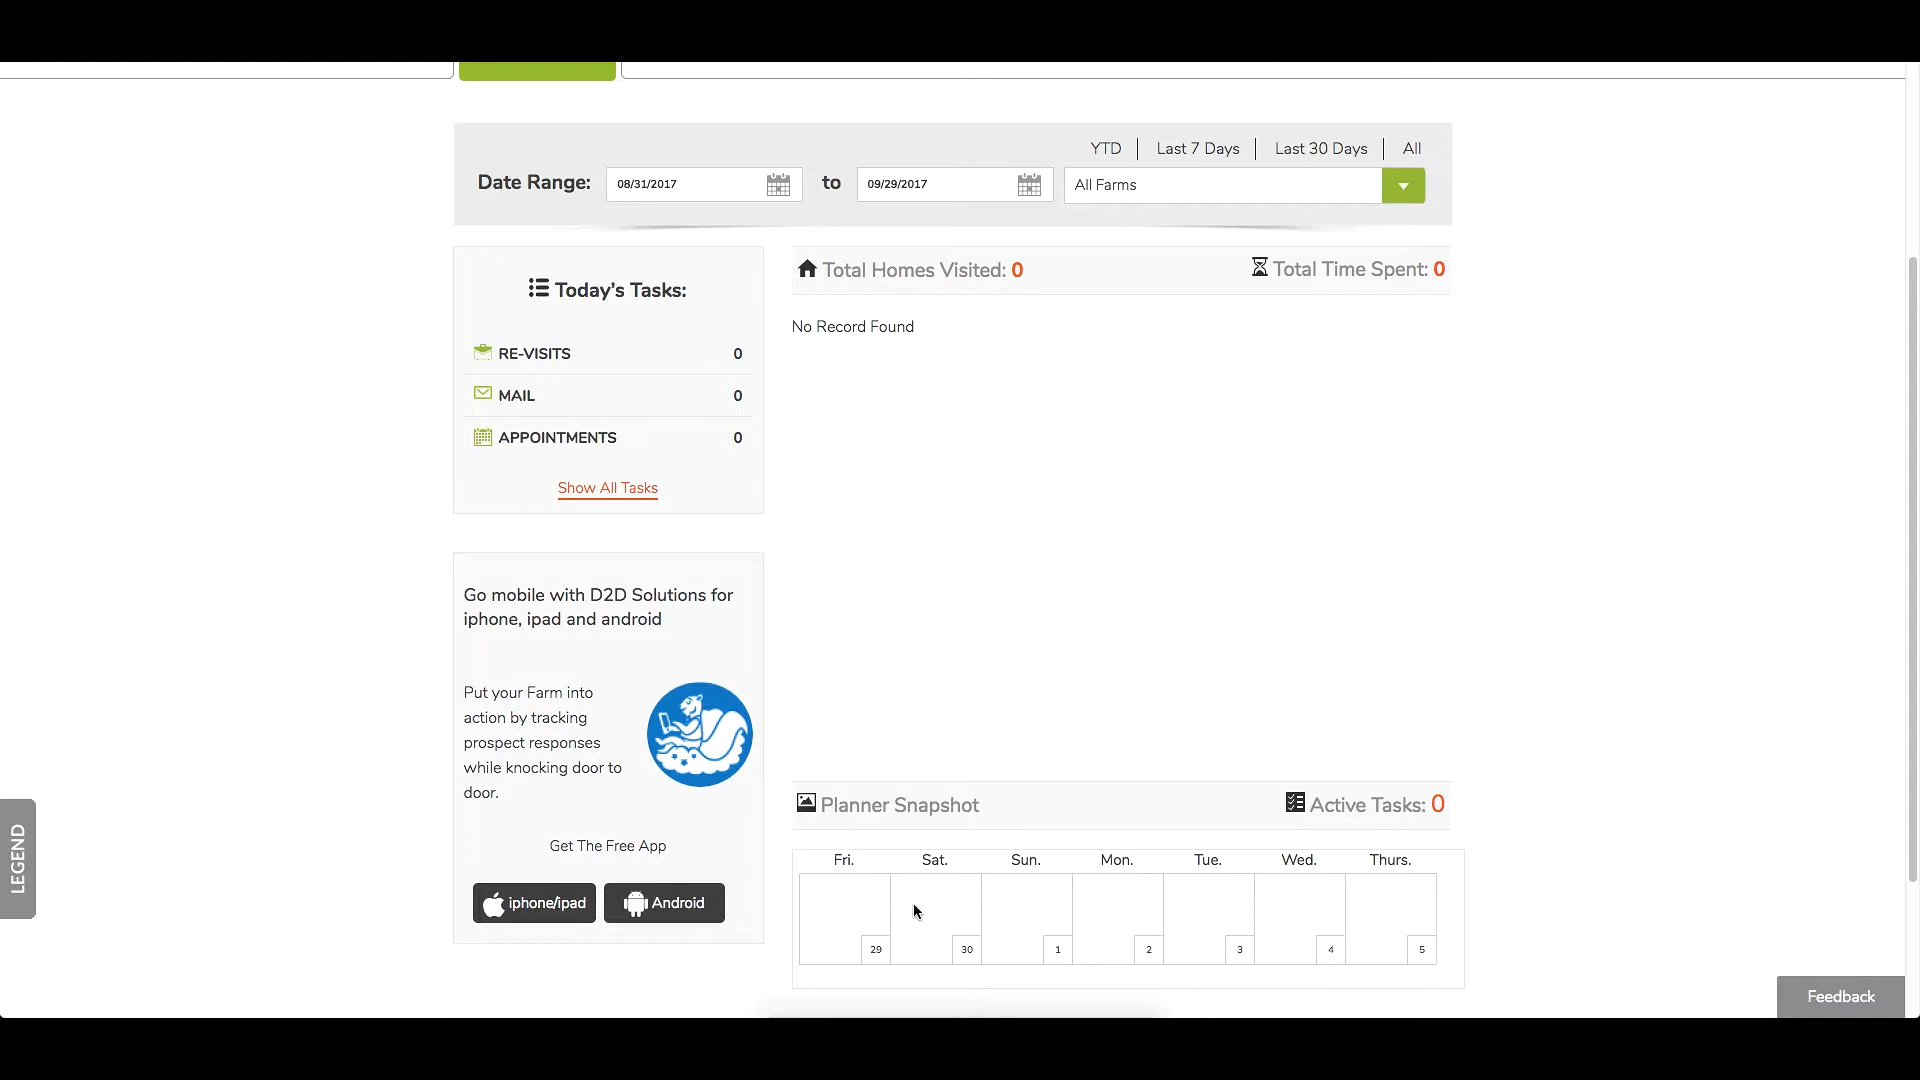 YTD Last 7 Days Last 30 Days All
Date Range: 08/31/2017 to 09/29/2017 All Farms
Today's Tasks:
RE-VISITS 0
MAIL 0
APPOINTMENTS 0
Show All Tasks
Total Homes Visited: 0 Total Time Spent: 0
No Record Found
Go mobile with D2D Solutions for
iphone, ipad and android
Put your Farm into
action by tracking
prospect responses
while knocking door to
door.
Get The Free App
iphone/ipad Android
Planner Snapshot Active Tasks: 0
Fri. Sat. Sun. Mon. Tue. Wed. Thurs.
29 30 1 2 3 4 5
LEGEND
Feedback